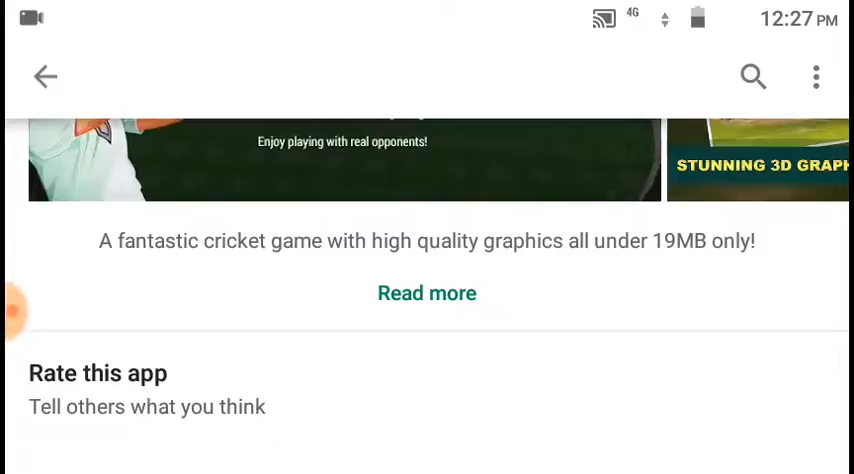 4G
12:27 PM
Enjoy playing with real opponents!
STUNNING 3D GRAPH
A fantastic cricket game with high quality graphics all under 19MB only!
Read more
Rate this app
Tell others what you think